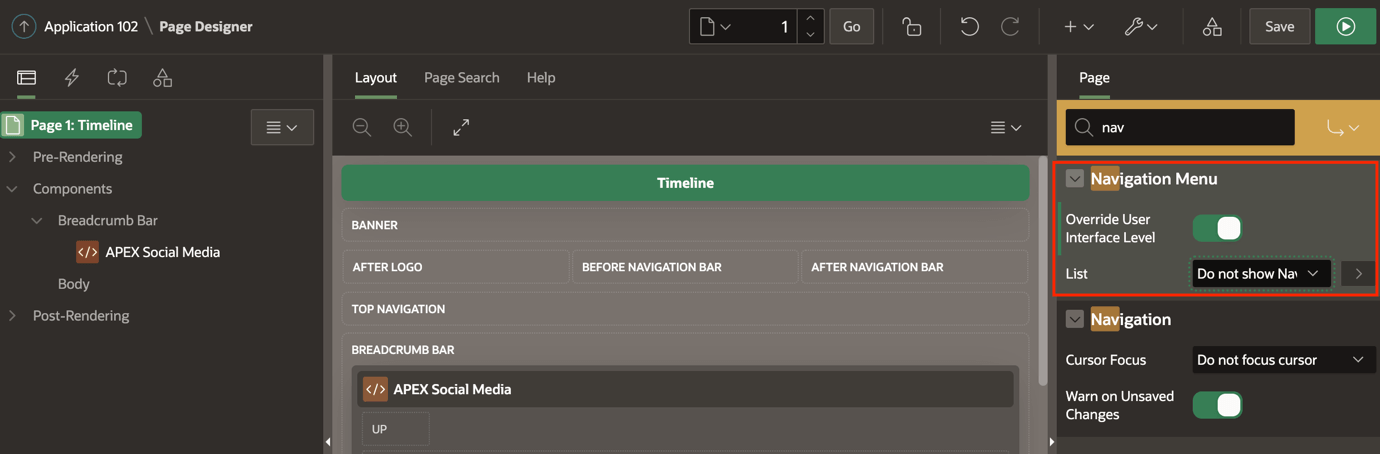 Application 102 \ Page Designer
1
Go
Save
Layout
Page Search
Help
Page
Page 1: Timeline
nav
Pre-Rendering
Components
Breadcrumb Bar
APEX Social Media
Body
Post-Rendering
Timeline
BANNER
AFTER LOGO
BEFORE NAVIGATION BAR
AFTER NAVIGATION BAR
TOP NAVIGATION
BREADCRUMB BAR
APEX Social Media
UP
Navigation Menu
Override User
Interface Level
List
Do not show Nav
Navigation
Cursor Focus
Do not focus cursor
Warn on Unsaved
Changes